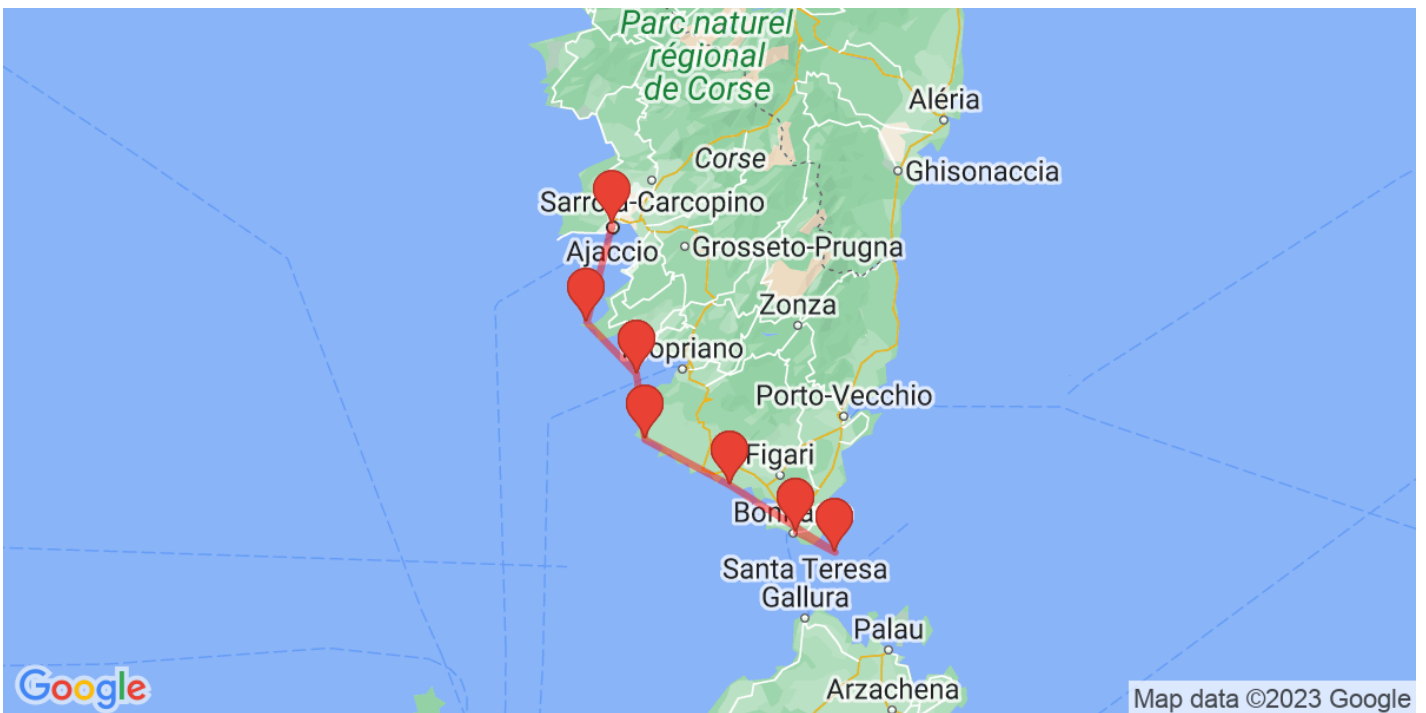 Parc naturel
régional
de Corse
Aléria
Corse
Ghisonaccia
Ajaccio
Grosseto-Prugna
Zonza
Porto-Vecchio
Figari
Santa Teresa
Gallura
Palau
Arzachena
Google
Map data ©2023 Google